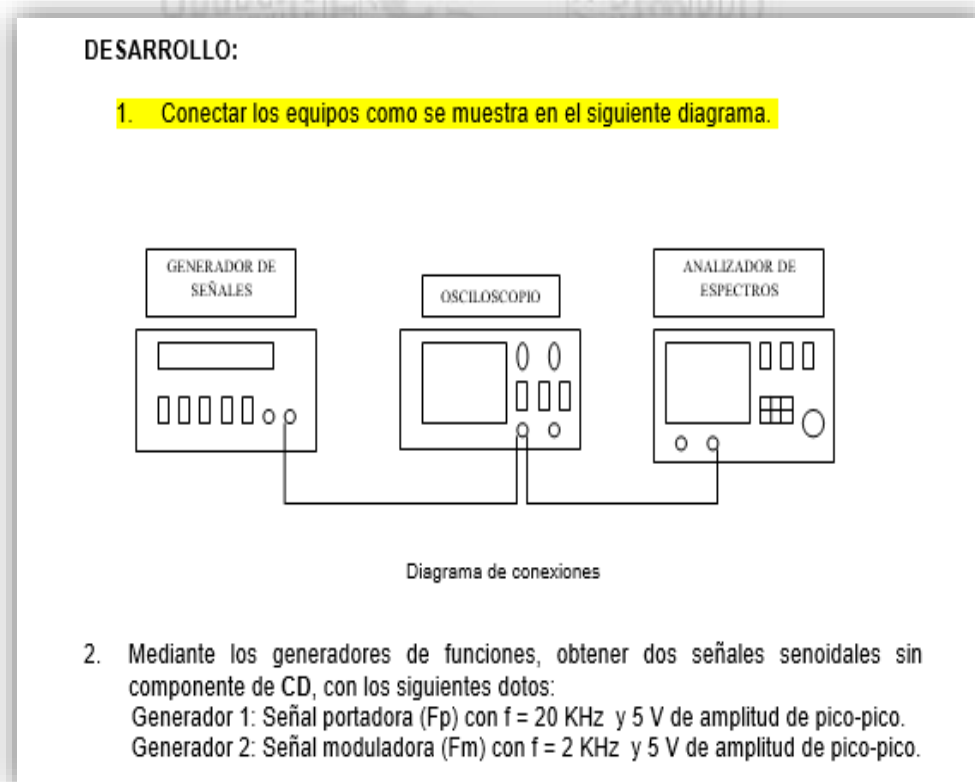 DESARROLLO:
1. Conectar los equipos como se muestra en el siguiente diagrama.
GENERADOR DE
SEÑALES
OSCILOSCOPIO
ANALIZADOR DE
ESPECTROS
Diagrama de conexiones
2. Mediante los generadores de funciones, obtener dos señales senoidales sin
componente de CD, con los siguientes dotos:
Generador 1: Señal portadora (Fp) con f = 20 KHz y 5 V de amplitud de pico-pico.
Generador 2: Señal moduladora (Fm) con f = 2 KHz y 5 V de amplitud de pico-pico.